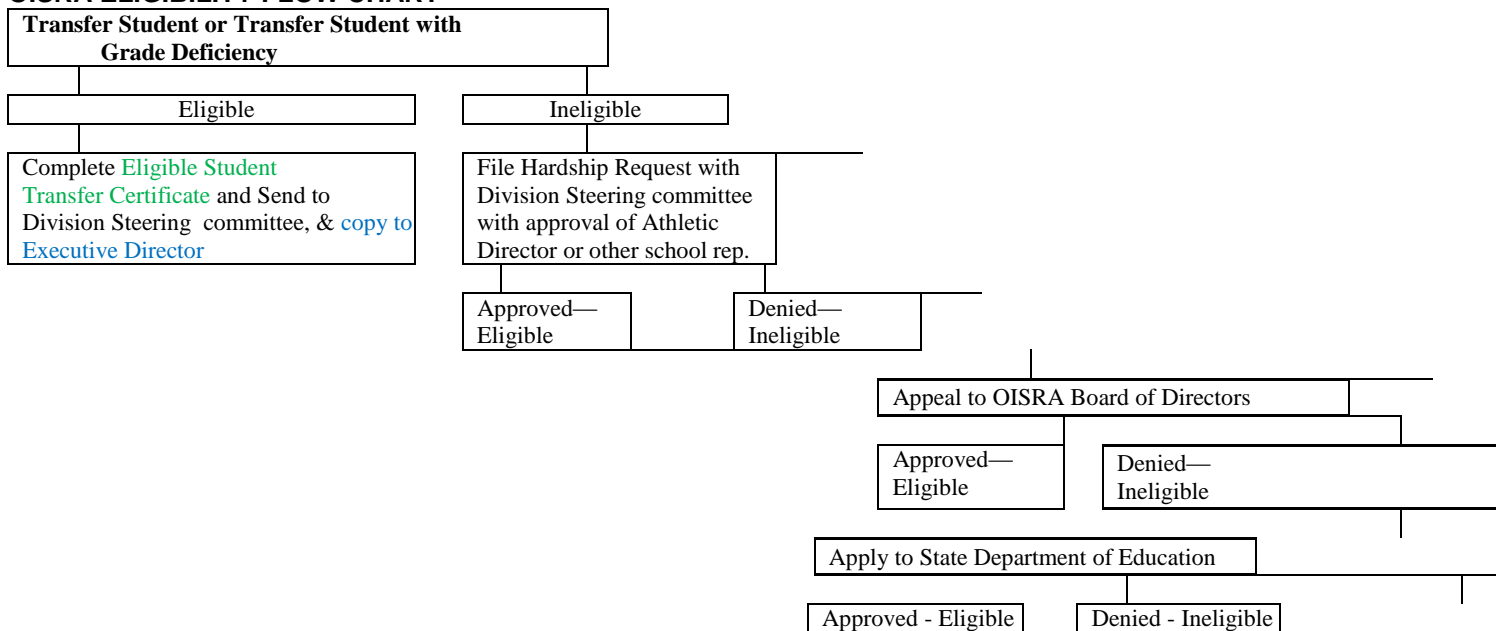 Transfer Student or Transfer Student with
Grade Deficiency
Eligible
Ineligible
Complete Eligible Student
Transfer Certificate and Send to
Division Steering committee, & copy to
Executive Director
File Hardship Request with
Division Steering committee
with approval of Athletic
Director or other school rep.
Approved—
Eligible
Denied—
Ineligible
Appeal to OISRA Board of Directors
Approved—
Eligible
Denied—
Ineligible
Apply to State Department of Education
Approved - Eligible
Denied - Ineligible